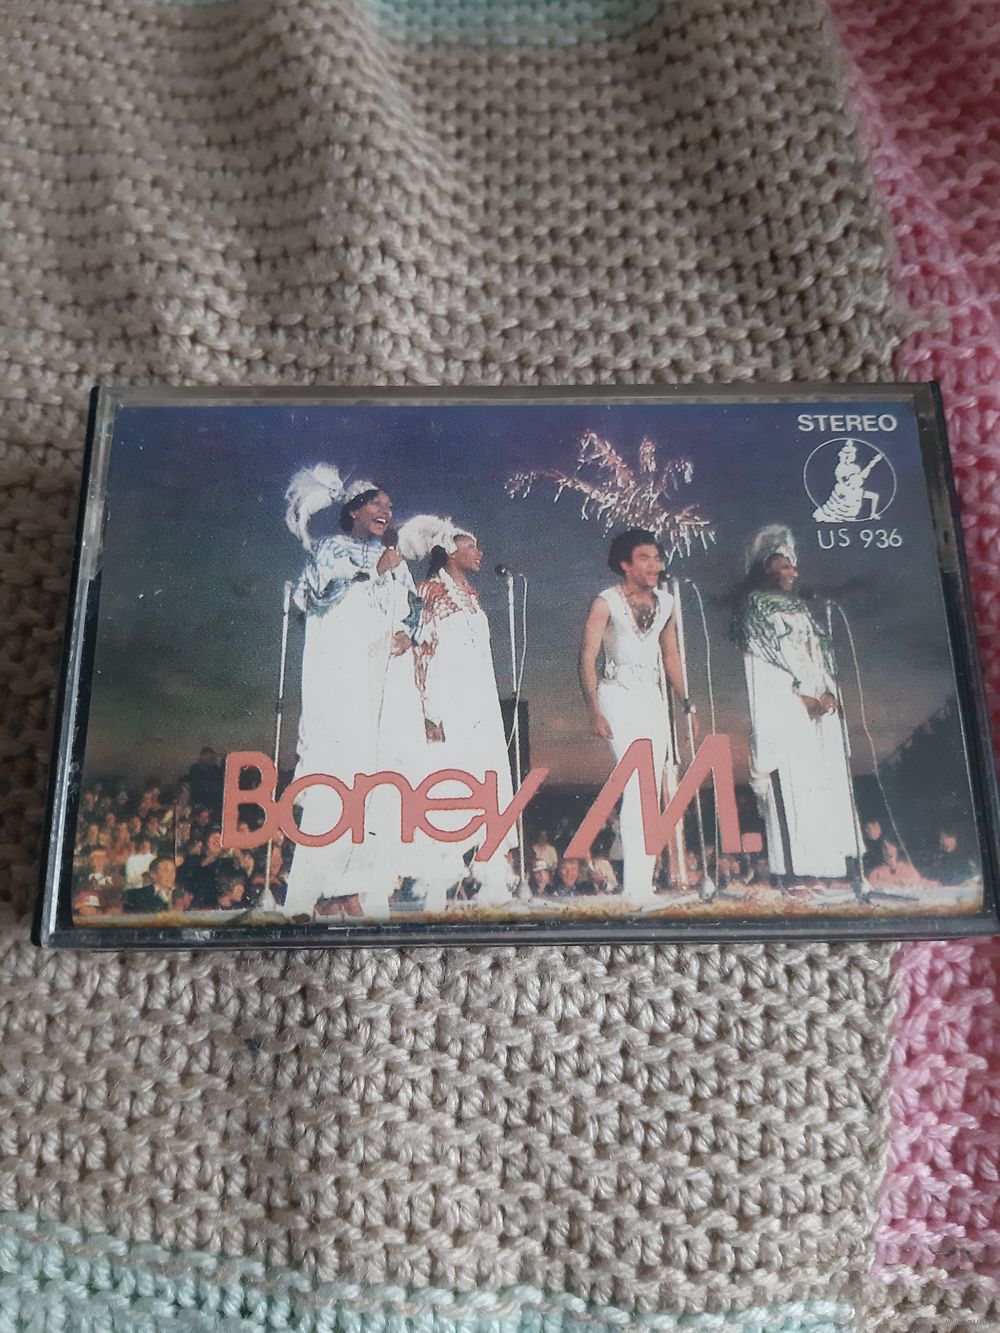 STEREO
US 936
Boney M.